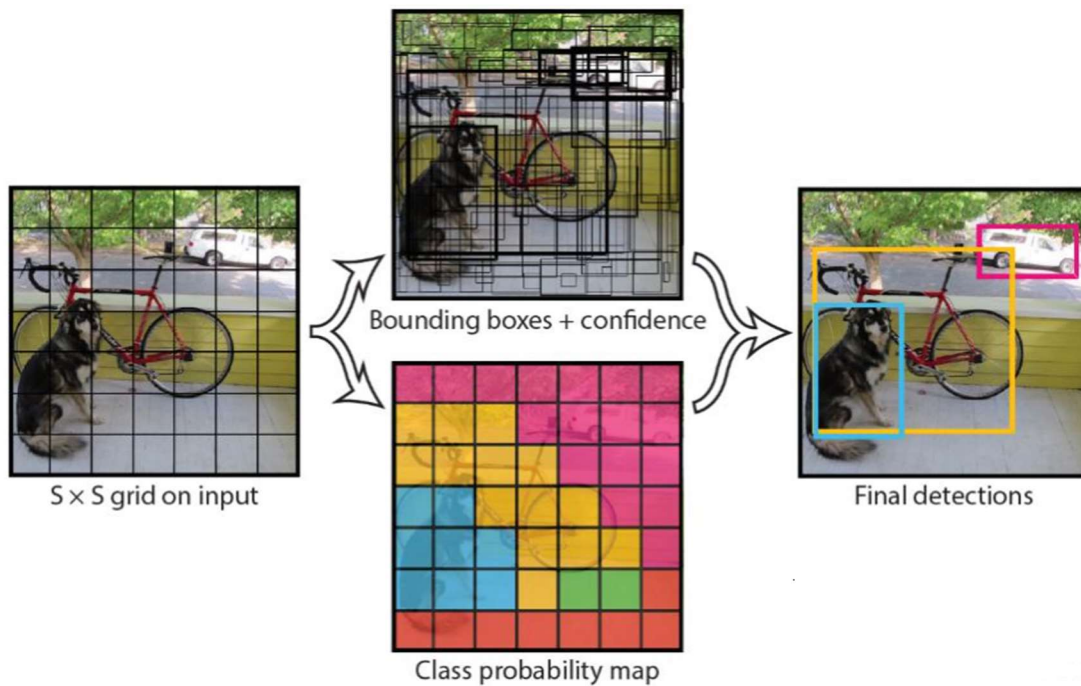 S × S grid on input
Bounding boxes + confidence
Class probability map
Final detections